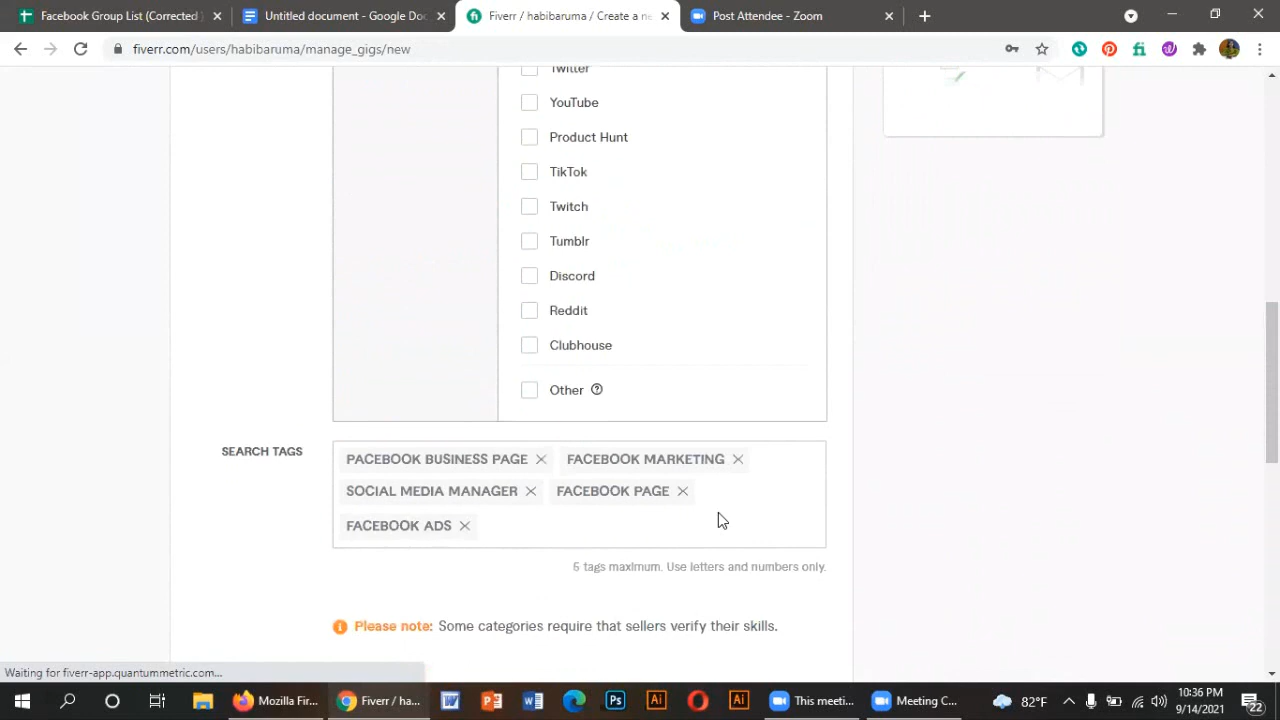 Facebook Group List (Corrected)
Untitled document - Google Do
Fiverr / habibaruma / Create a ne
Post Attendee - Zoom
fiverr.com/users/habibaruma/manage_gigs/new
Twitter
YouTube
Product Hunt
TikTok
Twitch
Tumblr
Discord
Reddit
Clubhouse
Other
SEARCH TAGS
PACEBOOK BUSINESS PAGE
FACEBOOK MARKETING
SOCIAL MEDIA MANAGER
FACEBOOK PAGE
FACEBOOK ADS
5 tags maximum. Use letters and numbers only.
Please note: Some categories require that sellers verify their skills.
Waiting for fiverr-app.quantummetric.com...
Mozilla Fir...
Fiverr / ha...
This meeti...
Meeting C...
82°F
10:36 PM
9/14/2021
22